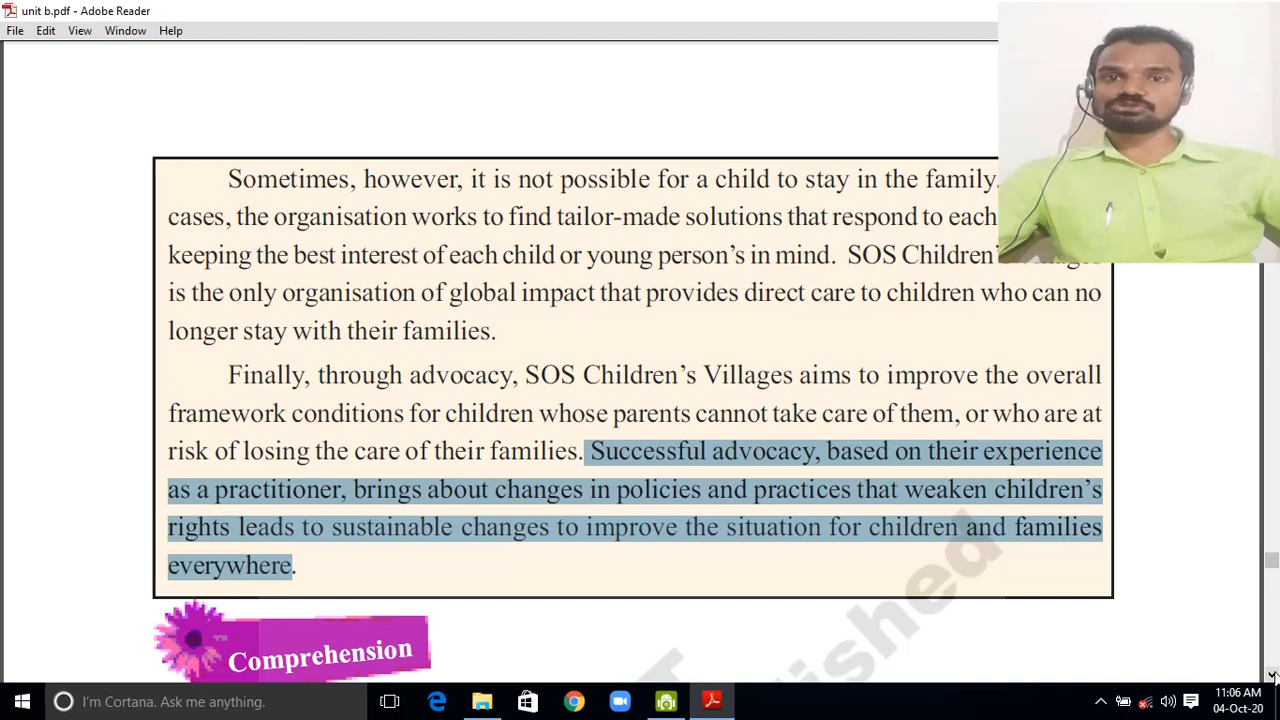 unit b.pdf - Adobe Reader
File Edit View Window Help
Sometimes, however, it is not possible for a child to stay in the family.
cases, the organisation works to find tailor-made solutions that respond to each
keeping the best interest of each child or young person's in mind. SOS Children's Villages
is the only organisation of global impact that provides direct care to children who can no
longer stay with their families.
Finally, through advocacy, SOS Children's Villages aims to improve the overall
framework conditions for children whose parents cannot take care of them, or who are at
risk of losing the care of their families. Successful advocacy, based on their experience
as a practitioner, brings about changes in policies and practices that weaken children's
rights leads to sustainable changes to improve the situation for children and families
everywhere.
Comprehension
I'm Cortana. Ask me anything.
11:06 AM
04-Oct-20